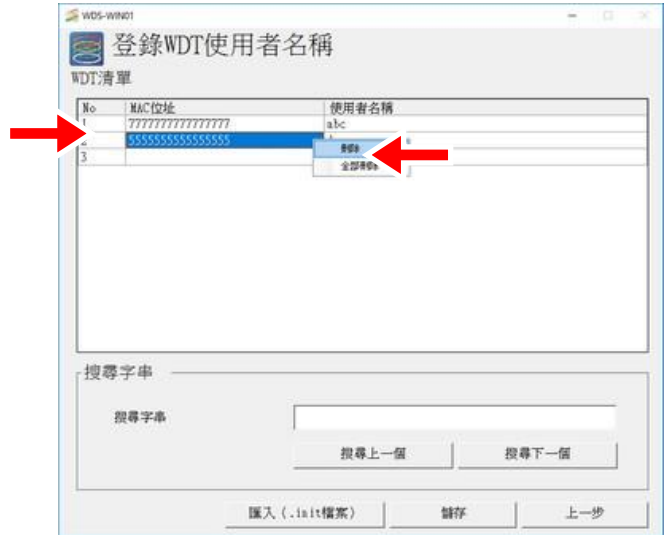 WDS-WIN01
登錄WDT使用者名稱
WDT清單
No MAC位址 使用者名稱
1 7777777777777777 abc
5555555555555555
3
刪除
全部刪除
搜尋字串
搜尋字串
搜尋上一個 搜尋下一個
匯入(.init檔案) 儲存 上一步